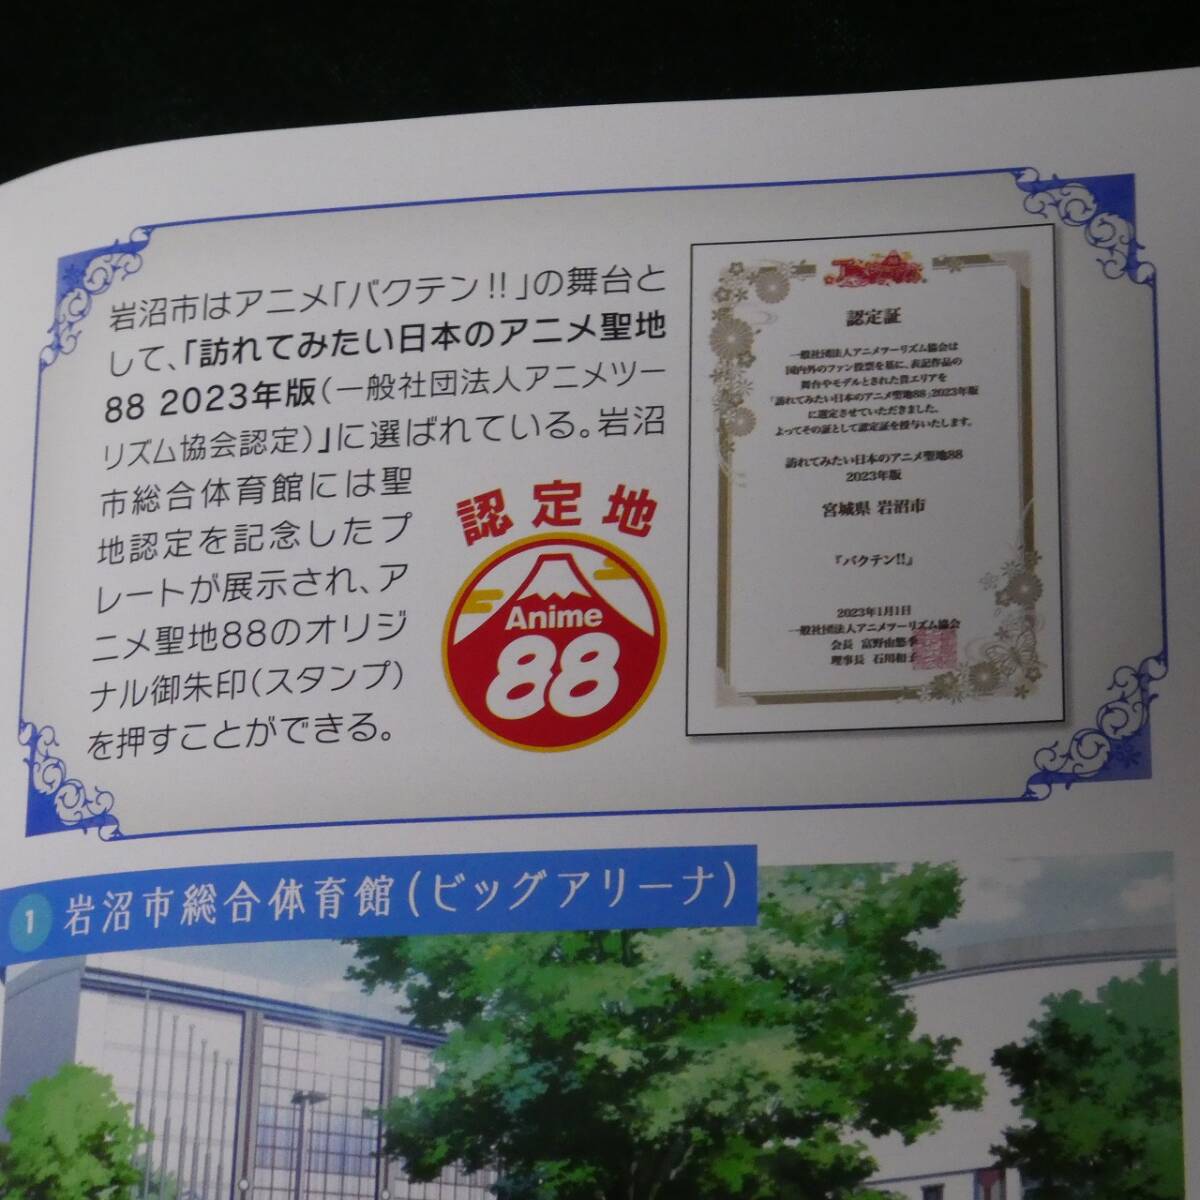 岩沼市はアニメ「バクテン!!」の舞台と
して、「訪れてみたい日本のアニメ聖地
88 2023年版(一般社団法人アニメツー
リズム協会認定)」に選ばれている。岩沼
市総合体育館には聖
地認定を記念したプ
レートが展示され、ア
ニメ聖地88のオリジ
ナル御朱印(スタンプ)
を押すことができる。
認定地
Anime
88
認定証
一般社団法人アニメツーリズム協会は
国内外のファン投票を基に、表記作品の
舞台やモデルとされた貴エリアを
「訪れてみたい日本のアニメ聖地88」2023年版
に選定させていただきました。
よってその証として認定証を授与いたします。
訪れてみたい日本のアニメ聖地88
2023年版
宮城県 岩沼市
『バクテン!!』
2023年1月1日
一般社団法人アニメツーリズム協会
会長 富野由悠季
理事長 石川和子
1 岩沼市総合体育館(ビッグアリーナ)